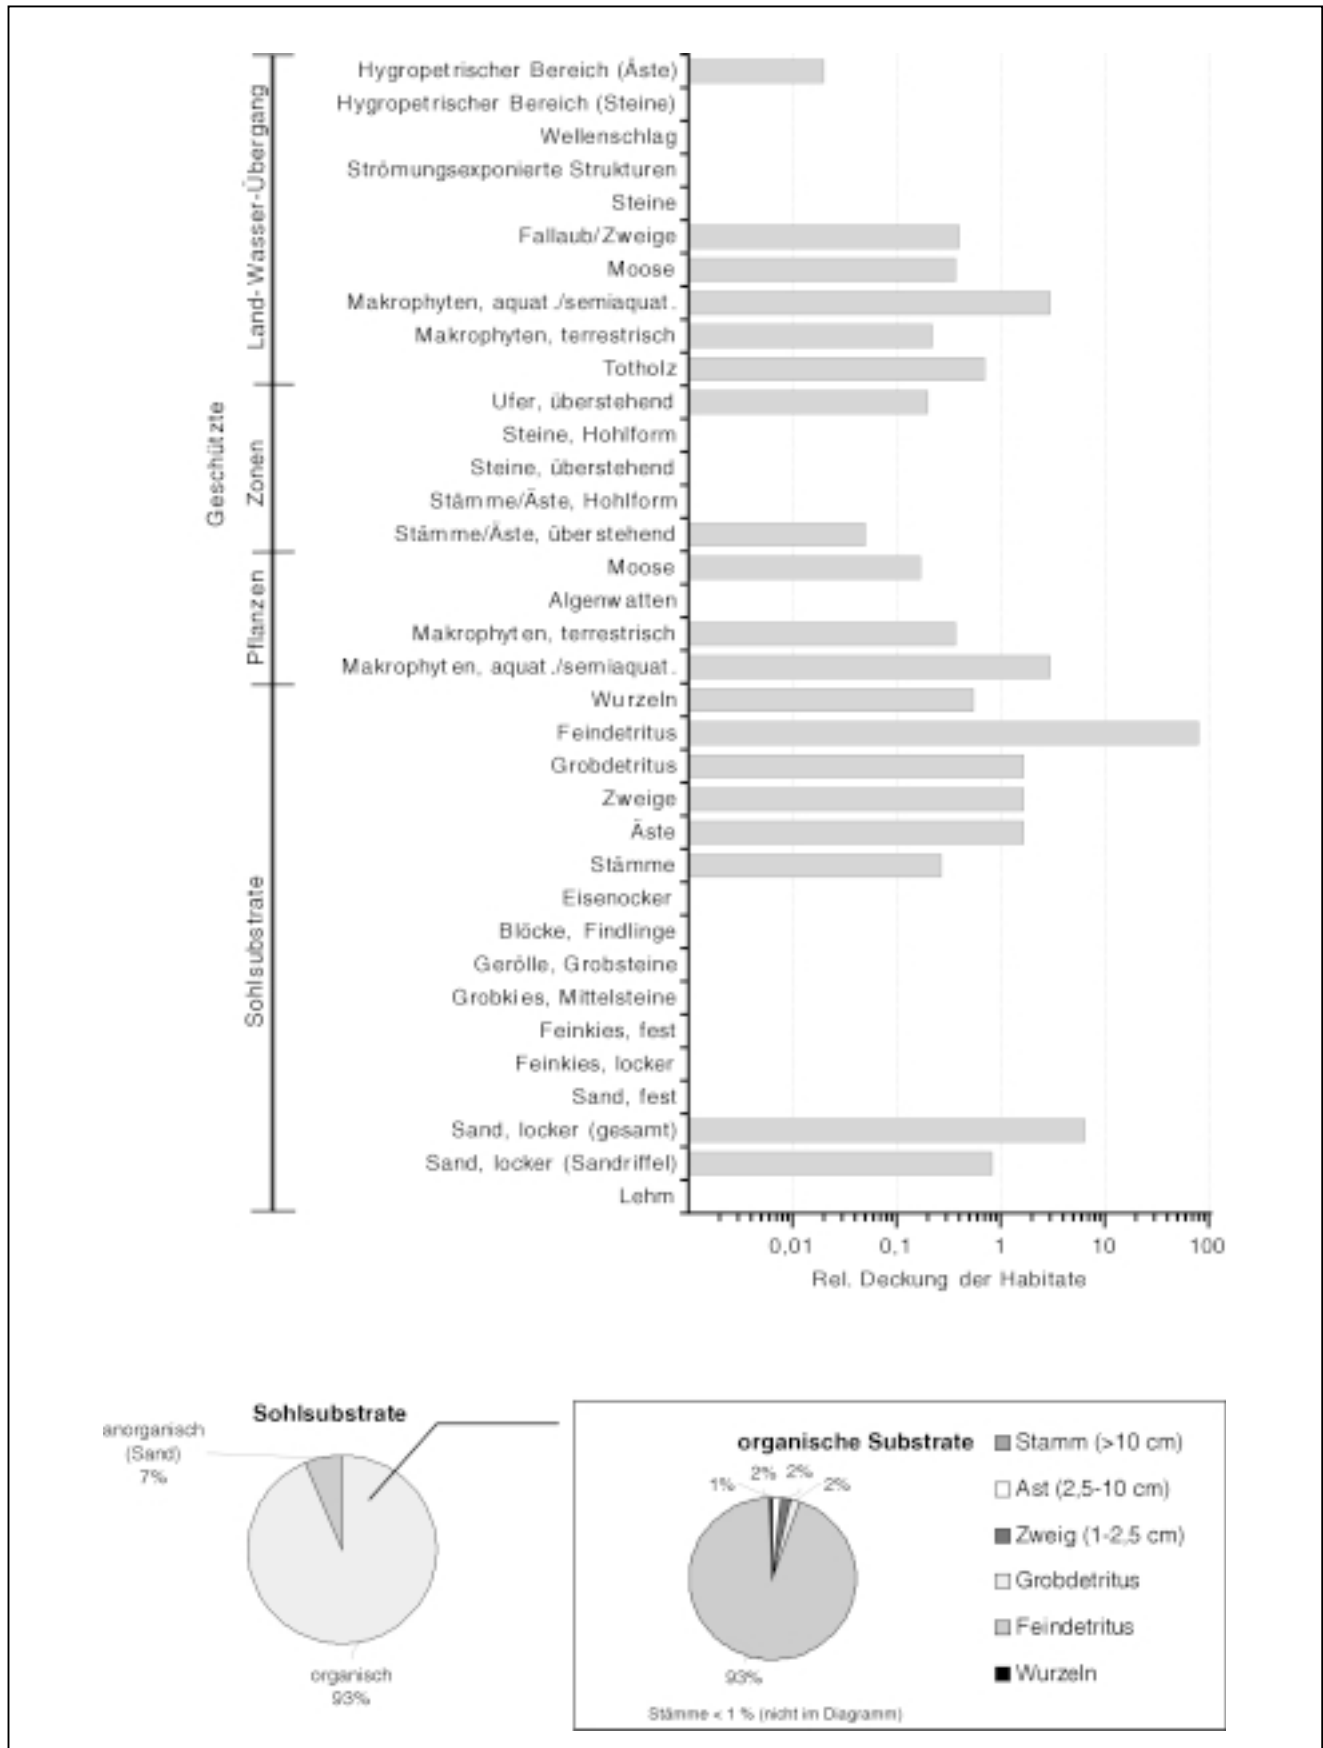 Land-Wasser-Übergang
Hygropetrischer Bereich (Äste)
Hygropetrischer Bereich (Steine)
Wellenschlag
Strömungsexponierte Strukturen
Steine
Fallaub/Zweige
Moose
Makrophyten, aquat./semiaquat.
Makrophyten, terrestrisch
Totholz
Geschützte
Zonen
Ufer, überstehend
Steine, Hohlform
Steine, überstehend
Stämme/Äste, Hohlform
Stämme/Äste, überstehend
Pflanzen
Moose
Algenwatten
Makrophyten, terrestrisch
Makrophyten, aquat./semiaquat.
Sohlsubstrate
Wurzeln
Feindetritus
Grobdetritus
Zweige
Äste
Stämme
Eisenocker
Blöcke, Findlinge
Gerölle, Grobsteine
Grobkies, Mittelsteine
Feinkies, fest
Feinkies, locker
Sand, fest
Sand, locker (gesamt)
Sand, locker (Sandriffel)
Lehm
0,01 0,1 1 10 100
Rel. Deckung der Habitate
Sohlsubstrate
anorganisch
(Sand)
7%
organisch
93%
organische Substrate
1% 2% 2% 2%
93%
Stamm (>10 cm)
Ast (2,5-10 cm)
Zweig (1-2,5 cm)
Grobdetritus
Feindetritus
Wurzeln
Stämme < 1 % (nicht im Diagramm)